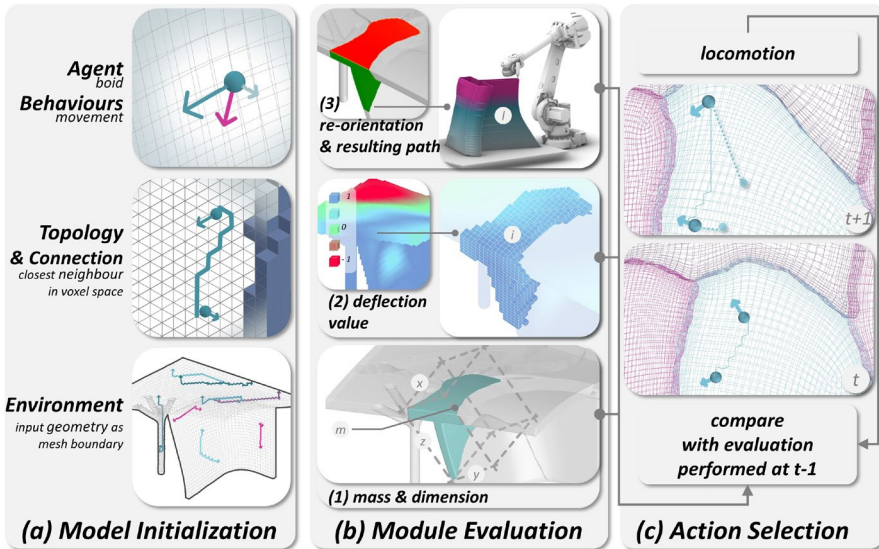 Agent
boid
Behaviours
movement
Topology
& Connection
closest neighbour
in voxel space
Environment
input geometry as
mesh boundary
(a) Model Initialization
(3)
re-orientation
& resulting path
l
1
0
- 1
i
(2) deflection
value
x
m
z
y
(1) mass & dimension
(b) Module Evaluation
locomotion
t+1
t
compare
with evaluation
performed at t-1
(c) Action Selection